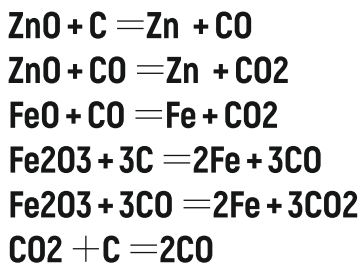 ZnO + C =Zn + CO
ZnO + CO =Zn + CO2
FeO + CO =Fe + CO2
Fe2O3 + 3C =2Fe + 3CO
Fe2O3 + 3CO =2Fe + 3CO2
CO2 +C =2CO